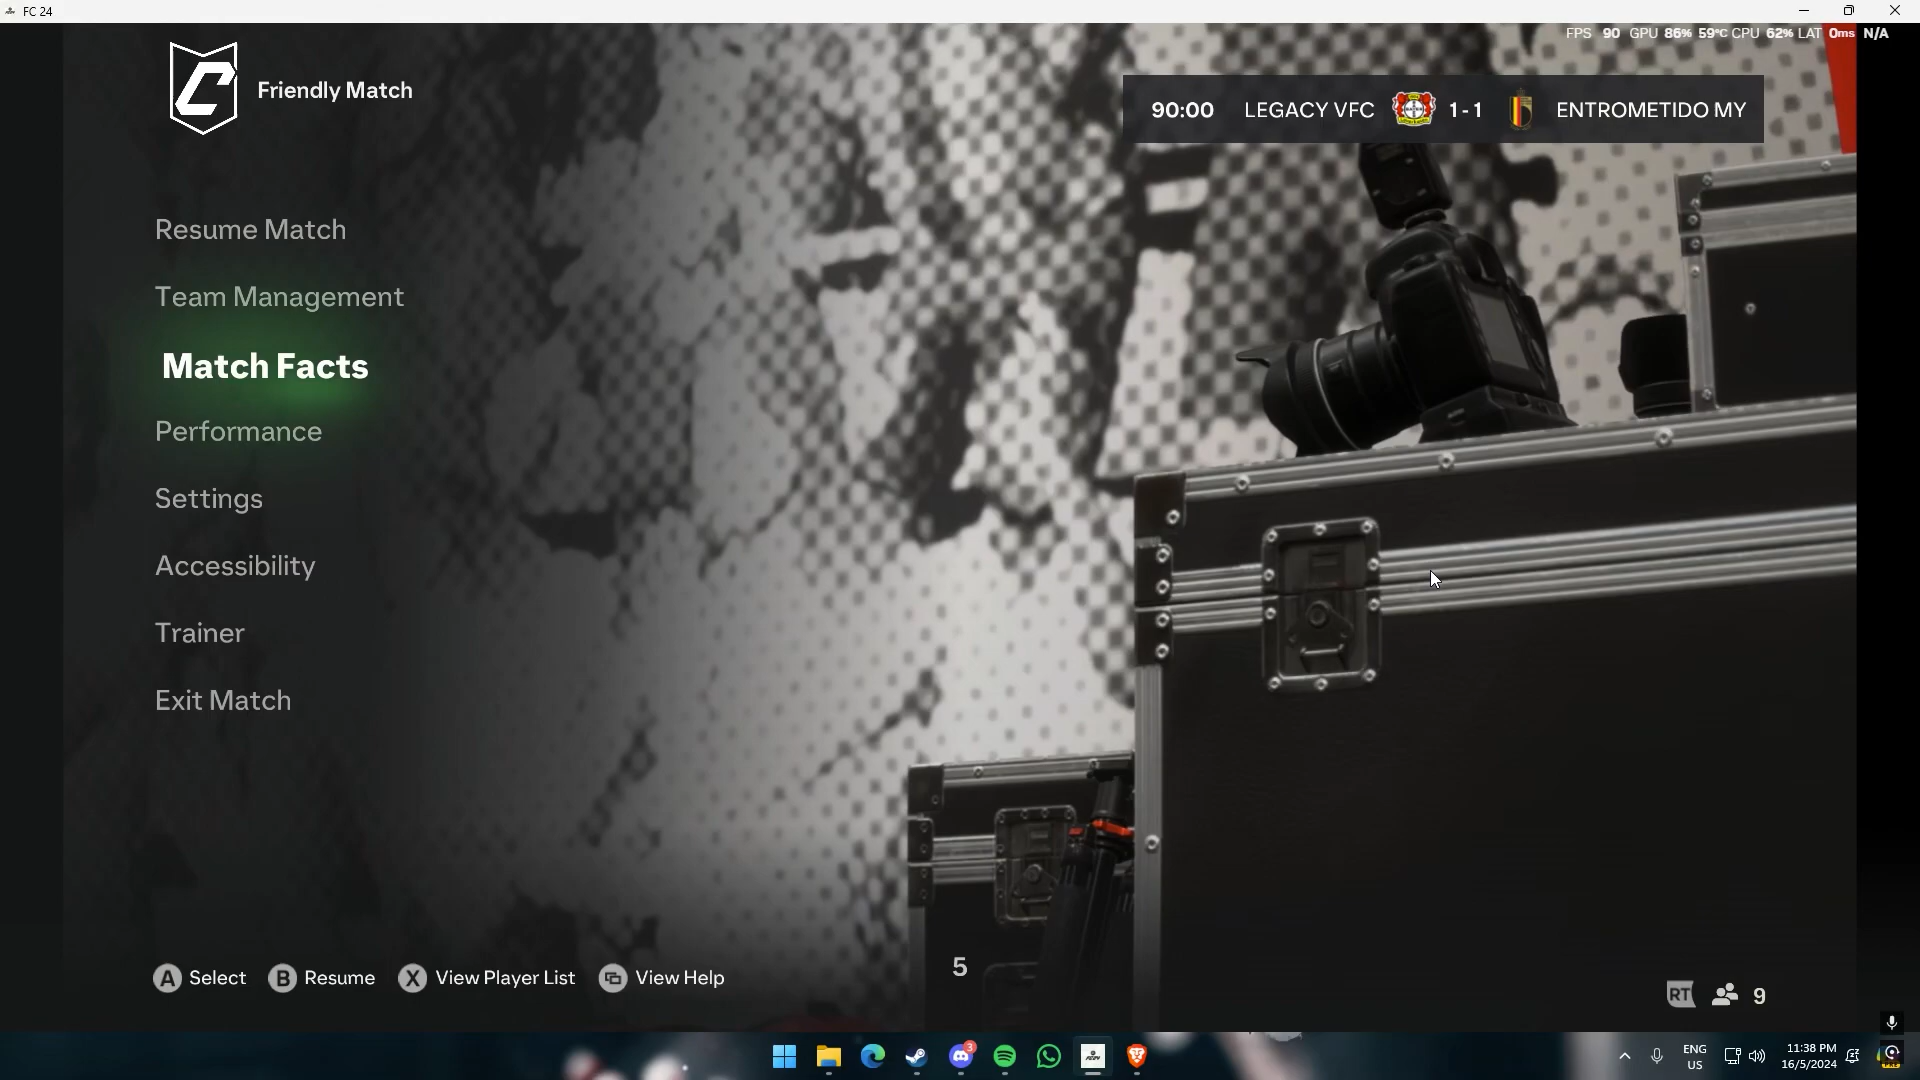 FC 24
FPS 90 GPU 86% 59°C CPU 62% LAT 0ms N/A
Friendly Match
90:00 LEGACY VFC 1-1 ENTROMETIDO MY
Resume Match
Team Management
Match Facts
Performance
Settings
Accessibility
Trainer
Exit Match
A Select B Resume X View Player List View Help
5
RT 9
3
ENG
US
11:38 PM
16/5/2024
PRE